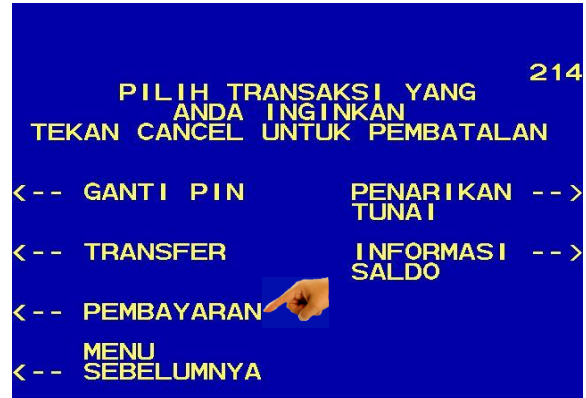 214
PILIH TRANSAKSI YANG
ANDA INGINKAN
TEKAN CANCEL UNTUK PEMBATALAN
<-- GANTI PIN
PENARIKAN -->
TUNAI
<-- TRANSFER
INFORMASI -->
SALDO
<-- PEMBAYARAN
MENU
<-- SEBELUMNYA